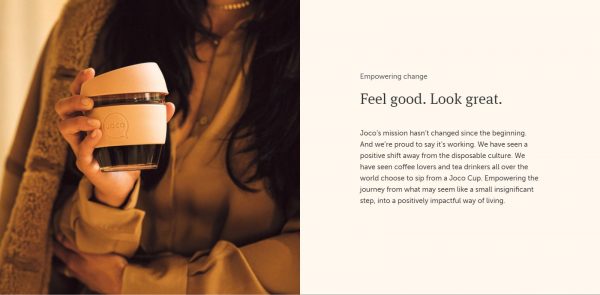 Joco
Empowering change
Feel good. Look great.
Joco's mission hasn't changed since the beginning.
And we're proud to say it's working. We have seen a
positive shift away from the disposable culture. We
have seen coffee lovers and tea drinkers all over the
world choose to sip from a Joco Cup. Empowering the
journey from what may seem like a small insignificant
step, into a positively impactful way of living.